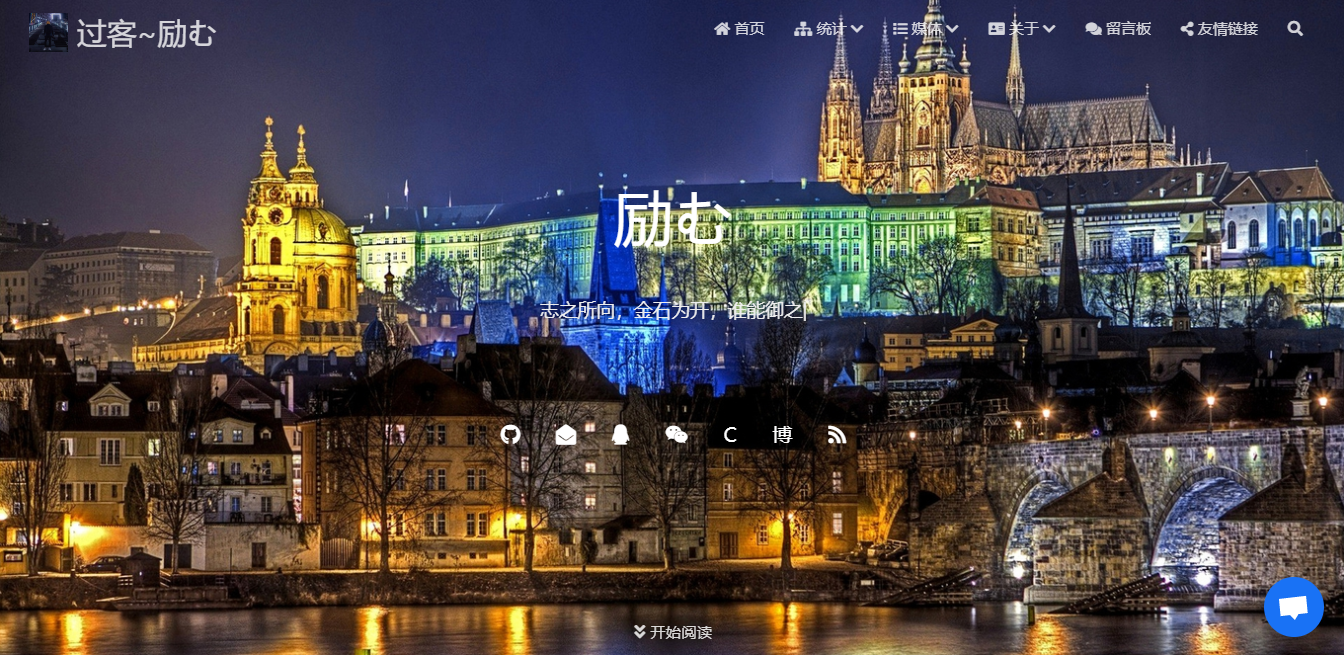 过客~励む
首页 统计 媒体 关于 留言板 友情链接
励む
志之所向，金石为开，谁能御之|
C 博
开始阅读